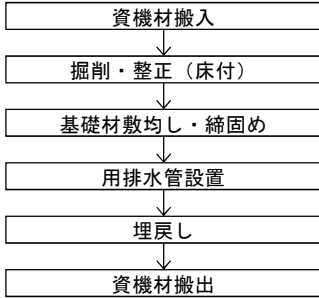 資機材搬入
掘削・整正（床付）
基礎材敷均し・締固め
用排水管設置
埋戻し
資機材搬出